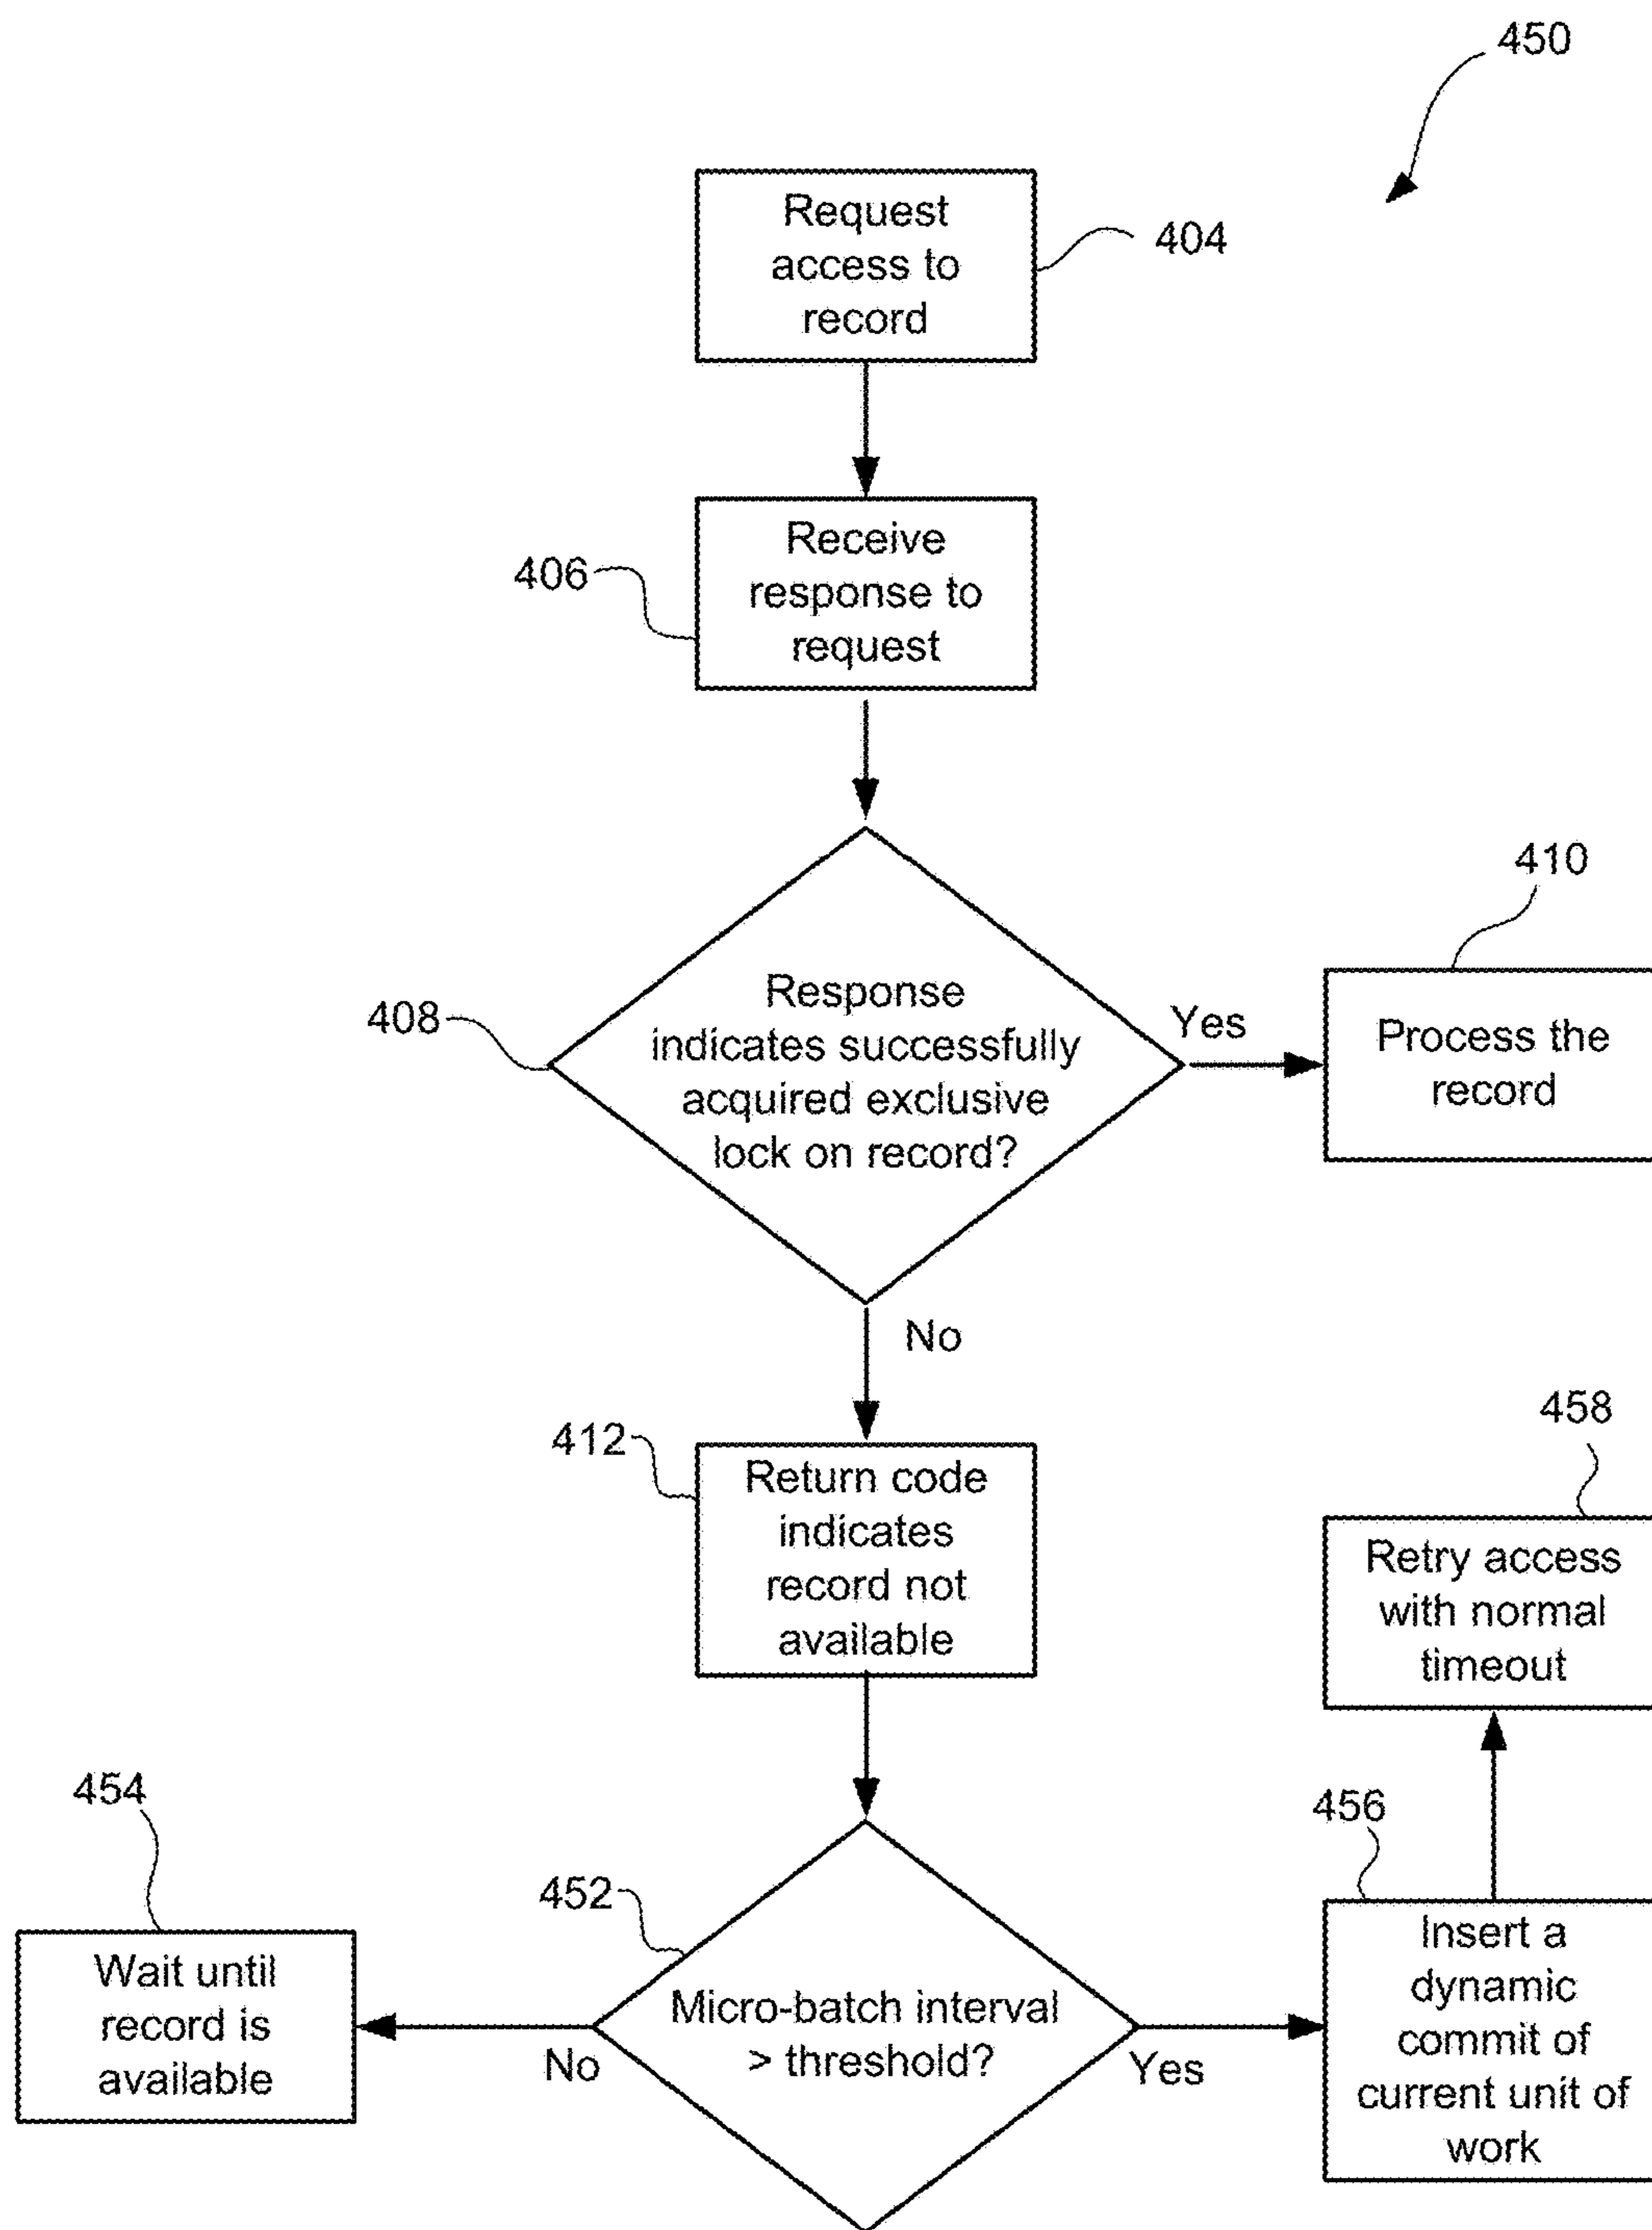 450
Request
access to
record
404
Receive
response to
request
406
Response
indicates successfully
acquired exclusive
lock on record?
408
Yes
410
Process the
record
No
412
Return code
indicates
record not
available
458
Retry access
with normal
timeout
454
Wait until
record is
available
452
Micro-batch interval
> threshold?
No
Yes
456
Insert a
dynamic
commit of
current unit of
work